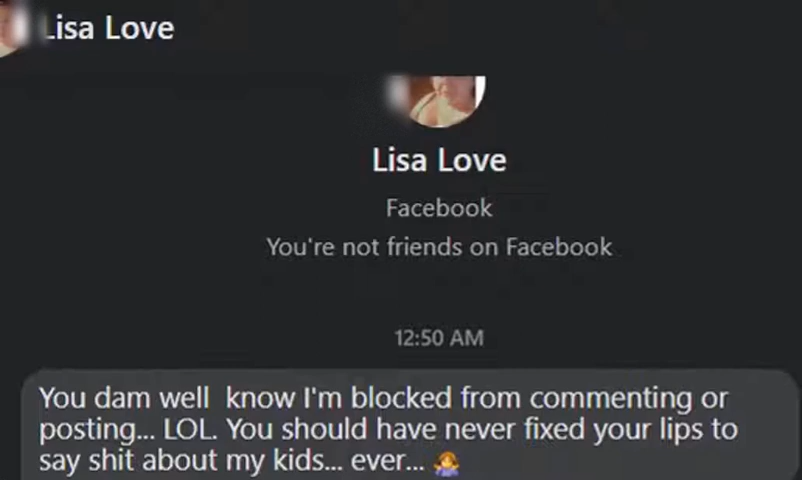 Lisa Love
Lisa Love
Facebook
You're not friends on Facebook
12:50 AM
You dam well know I'm blocked from commenting or
posting... LOL. You should have never fixed your lips to
say shit about my kids... ever... 🤷‍♀️